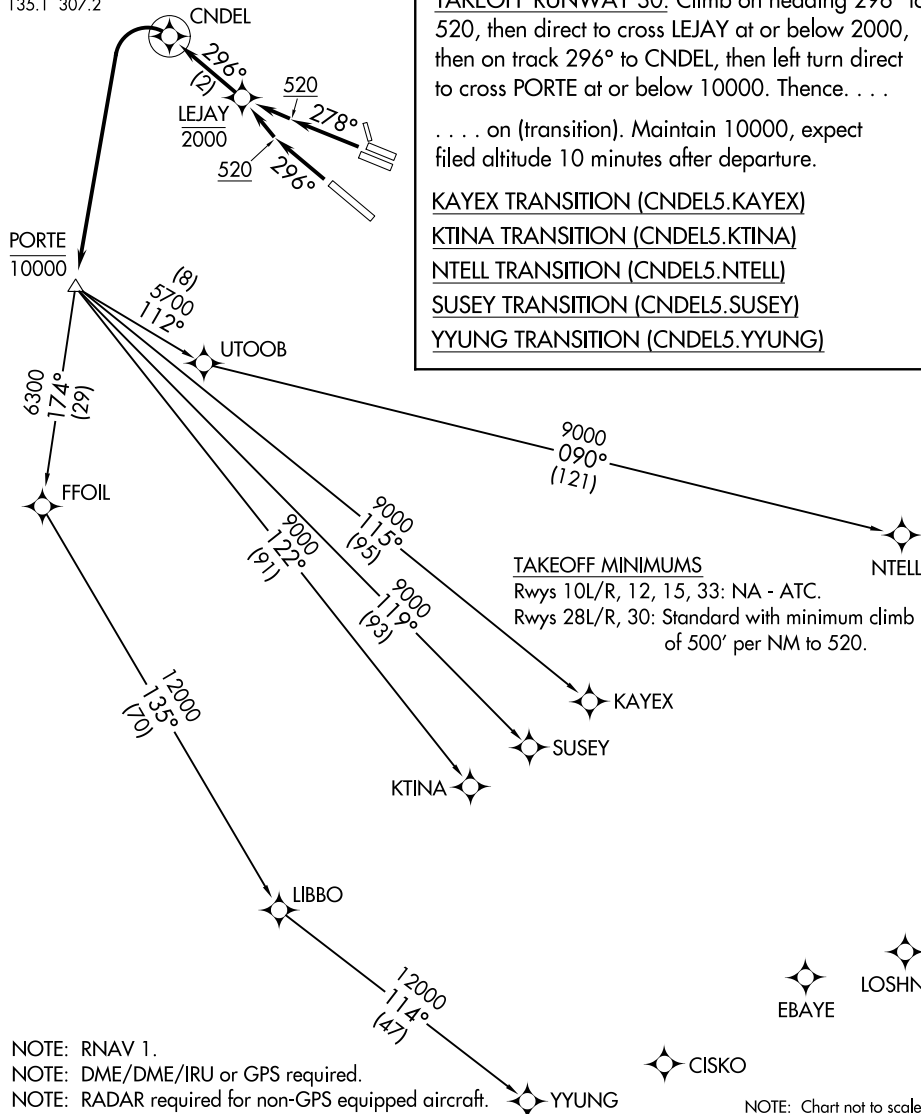 135.1 307.2
TAKEOFF RUNWAY 30: Climb on heading 296° to
520, then direct to cross LEJAY at or below 2000,
then on track 296° to CNDEL, then left turn direct
to cross PORTE at or below 10000. Thence. . . .
. . . . on (transition). Maintain 10000, expect
filed altitude 10 minutes after departure.
KAYEX TRANSITION (CNDEL5.KAYEX)
KTINA TRANSITION (CNDEL5.KTINA)
NTELL TRANSITION (CNDEL5.NTELL)
SUSEY TRANSITION (CNDEL5.SUSEY)
YYUNG TRANSITION (CNDEL5.YYUNG)
CNDEL
296°
(2)
LEJAY
2000
520
278°
520
296°
PORTE
10000
(8)
5700
112°
UTOOB
6300
174°
(29)
FFOIL
9000
090°
(121)
NTELL
9000
115°
(95)
9000
122°
(91)
9000
119°
(93)
TAKEOFF MINIMUMS
Rwys 10L/R, 12, 15, 33: NA - ATC.
Rwys 28L/R, 30: Standard with minimum climb
of 500' per NM to 520.
KAYEX
SUSEY
KTINA
12000
135°
(70)
LIBBO
12000
114°
(47)
LOSHN
EBAYE
CISKO
YYUNG
NOTE: RNAV 1.
NOTE: DME/DME/IRU or GPS required.
NOTE: RADAR required for non-GPS equipped aircraft.
NOTE: Chart not to scale